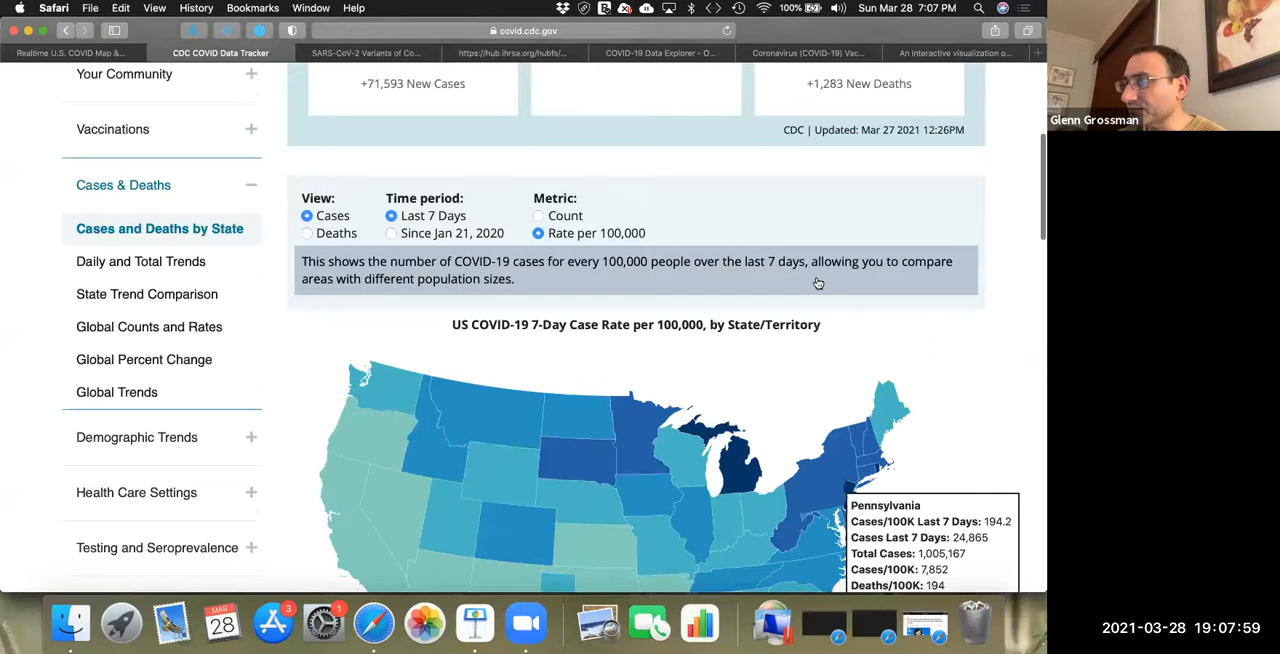 Safari File Edit View History Bookmarks Window Help 100% Sun Mar 28 7:07 PM
covid.cdc.gov
Realtime U.S. COVID Map &... CDC COVID Data Tracker SARS-CoV-2 Variants of Co... https://hub.ihrsa.org/hubfs/... COVID-19 Data Explorer - O... Coronavirus (COVID-19) Vac... An interactive visualization o...
Your Community
Vaccinations
Cases & Deaths
Cases and Deaths by State
Daily and Total Trends
State Trend Comparison
Global Counts and Rates
Global Percent Change
Global Trends
Demographic Trends
Health Care Settings
Testing and Seroprevalence
+71,593 New Cases
+1,283 New Deaths
CDC | Updated: Mar 27 2021 12:26PM
View: Time period: Metric:
Cases Last 7 Days Count
Deaths Since Jan 21, 2020 Rate per 100,000
This shows the number of COVID-19 cases for every 100,000 people over the last 7 days, allowing you to compare
areas with different population sizes.
US COVID-19 7-Day Case Rate per 100,000, by State/Territory
Pennsylvania
Cases/100K Last 7 Days: 194.2
Cases Last 7 Days: 24,865
Total Cases: 1,005,167
Cases/100K: 7,852
Deaths/100K: 194
Glenn Grossman
MAR
28
3
1
2021-03-28 19:07:59